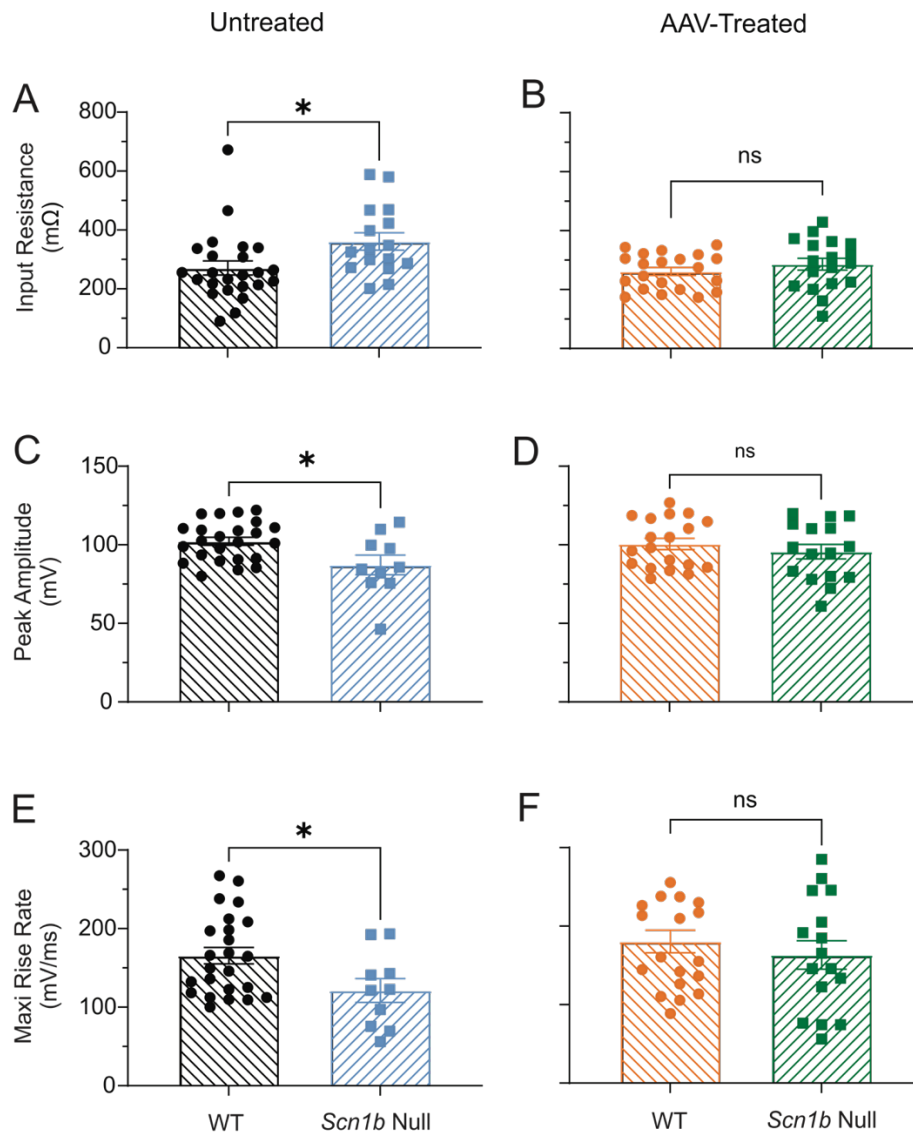 Untreated
AAV-Treated
A
B
800
600
400
200
0
Input Resistance
(mΩ)
*
ns
C
D
150
100
50
0
Peak Amplitude
(mV)
*
ns
E
F
300
200
100
0
Maxi Rise Rate
(mV/ms)
*
ns
WT
Scn1b Null
WT
Scn1b Null